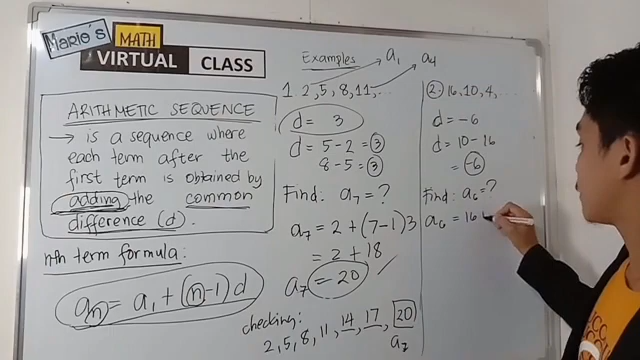 Mario's
MATH
VIRTUAL CLASS
ARITHMETIC SEQUENCE
→ is a sequence where
each term after the
first term is obtained by
adding the common
difference (d).
nth term formula:
aₙ = a₁ + (n-1)d
Examples
a₁ a₄
1. 2, 5, 8, 11, ...
d = 3
d = 5-2 = 3
8-5 = 3
Find: a₇ = ?
a₇ = 2 + (7-1)3
= 2 + 18
a₇ = 20
checking:
2, 5, 8, 11, 14, 17, 20
a₇
2. 16, 10, 4, ...
d = -6
d = 10 - 16
= -6
Find: a₆ = ?
a₆ = 16